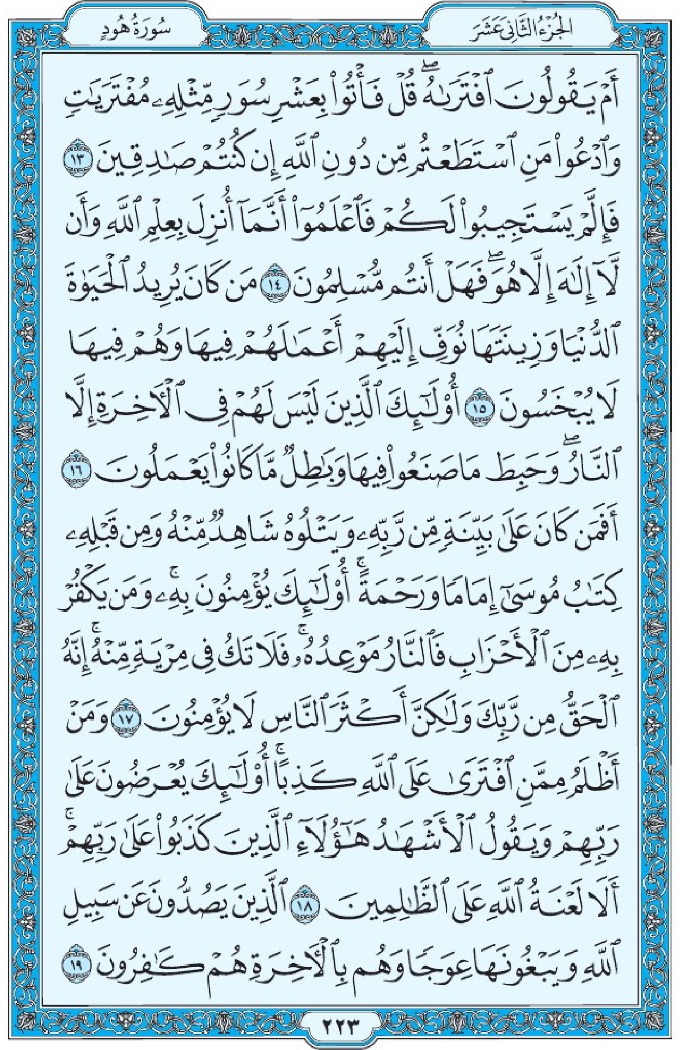 سُورَةُ هُودٍ
الجُزْءُ الثَّانِي عَشَرَ
أَمْ يَقُولُونَ ٱفْتَرَىٰهُۖ قُلْ فَأْتُوا۟ بِعَشْرِ سُوَرٍ مِّثْلِهِۦ مُفْتَرَيَٰتٍ
وَٱدْعُوا۟ مَنِ ٱسْتَطَعْتُم مِّن دُونِ ٱللَّهِ إِن كُنتُمْ صَٰدِقِينَ ١٣
فَإِلَّمْ يَسْتَجِيبُوا۟ لَكُمْ فَٱعْلَمُوٓا۟ أَنَّمَآ أُنزِلَ بِعِلْمِ ٱللَّهِ وَأَن
لَّآ إِلَٰهَ إِلَّا هُوَۖ فَهَلْ أَنتُم مُّسْلِمُونَ ١٤ مَن كَانَ يُرِيدُ ٱلْحَيَوٰةَ
ٱلدُّنْيَا وَزِينَتَهَا نُوَفِّ إِلَيْهِمْ أَعْمَٰلَهُمْ فِيهَا وَهُمْ فِيهَا
لَا يُبْخَسُونَ ١٥ أُو۟لَٰٓئِكَ ٱلَّذِينَ لَيْسَ لَهُمْ فِى ٱلْءَاخِرَةِ إِلَّا
ٱلنَّارُۖ وَحَبِطَ مَا صَنَعُوا۟ فِيهَا وَبَٰطِلٌ مَّا كَانُوا۟ يَعْمَلُونَ ١٦
أَفَمَن كَانَ عَلَىٰ بَيِّنَةٍ مِّن رَّبِّهِۦ وَيَتْلُوهُ شَاهِدٌ مِّنْهُ وَمِن قَبْلِهِۦ
كِتَٰبُ مُوسَىٰٓ إِمَامًا وَرَحْمَةًۚ أُو۟لَٰٓئِكَ يُؤْمِنُونَ بِهِۦۚ وَمَن يَكْفُرْ
بِهِۦ مِنَ ٱلْأَحْزَابِ فَٱلنَّارُ مَوْعِدُهُۥۚ فَلَا تَكُ فِى مِرْيَةٍ مِّنْهُۚ إِنَّهُ
ٱلْحَقُّ مِن رَّبِّكَ وَلَٰكِنَّ أَكْثَرَ ٱلنَّاسِ لَا يُؤْمِنُونَ ١٧ وَمَنْ
أَظْلَمُ مِمَّنِ ٱفْتَرَىٰ عَلَى ٱللَّهِ كَذِبًاۚ أُو۟لَٰٓئِكَ يُعْرَضُونَ عَلَىٰ
رَبِّهِمْ وَيَقُولُ ٱلْأَشْهَٰدُ هَٰٓؤُلَآءِ ٱلَّذِينَ كَذَبُوا۟ عَلَىٰ رَبِّهِمْۚ
أَلَا لَعْنَةُ ٱللَّهِ عَلَى ٱلظَّٰلِمِينَ ١٨ ٱلَّذِينَ يَصُدُّونَ عَن سَبِيلِ
ٱللَّهِ وَيَبْغُونَهَا عِوَجًا وَهُم بِٱلْءَاخِرَةِ هُمْ كَٰفِرُونَ ١٩
٢٢٣